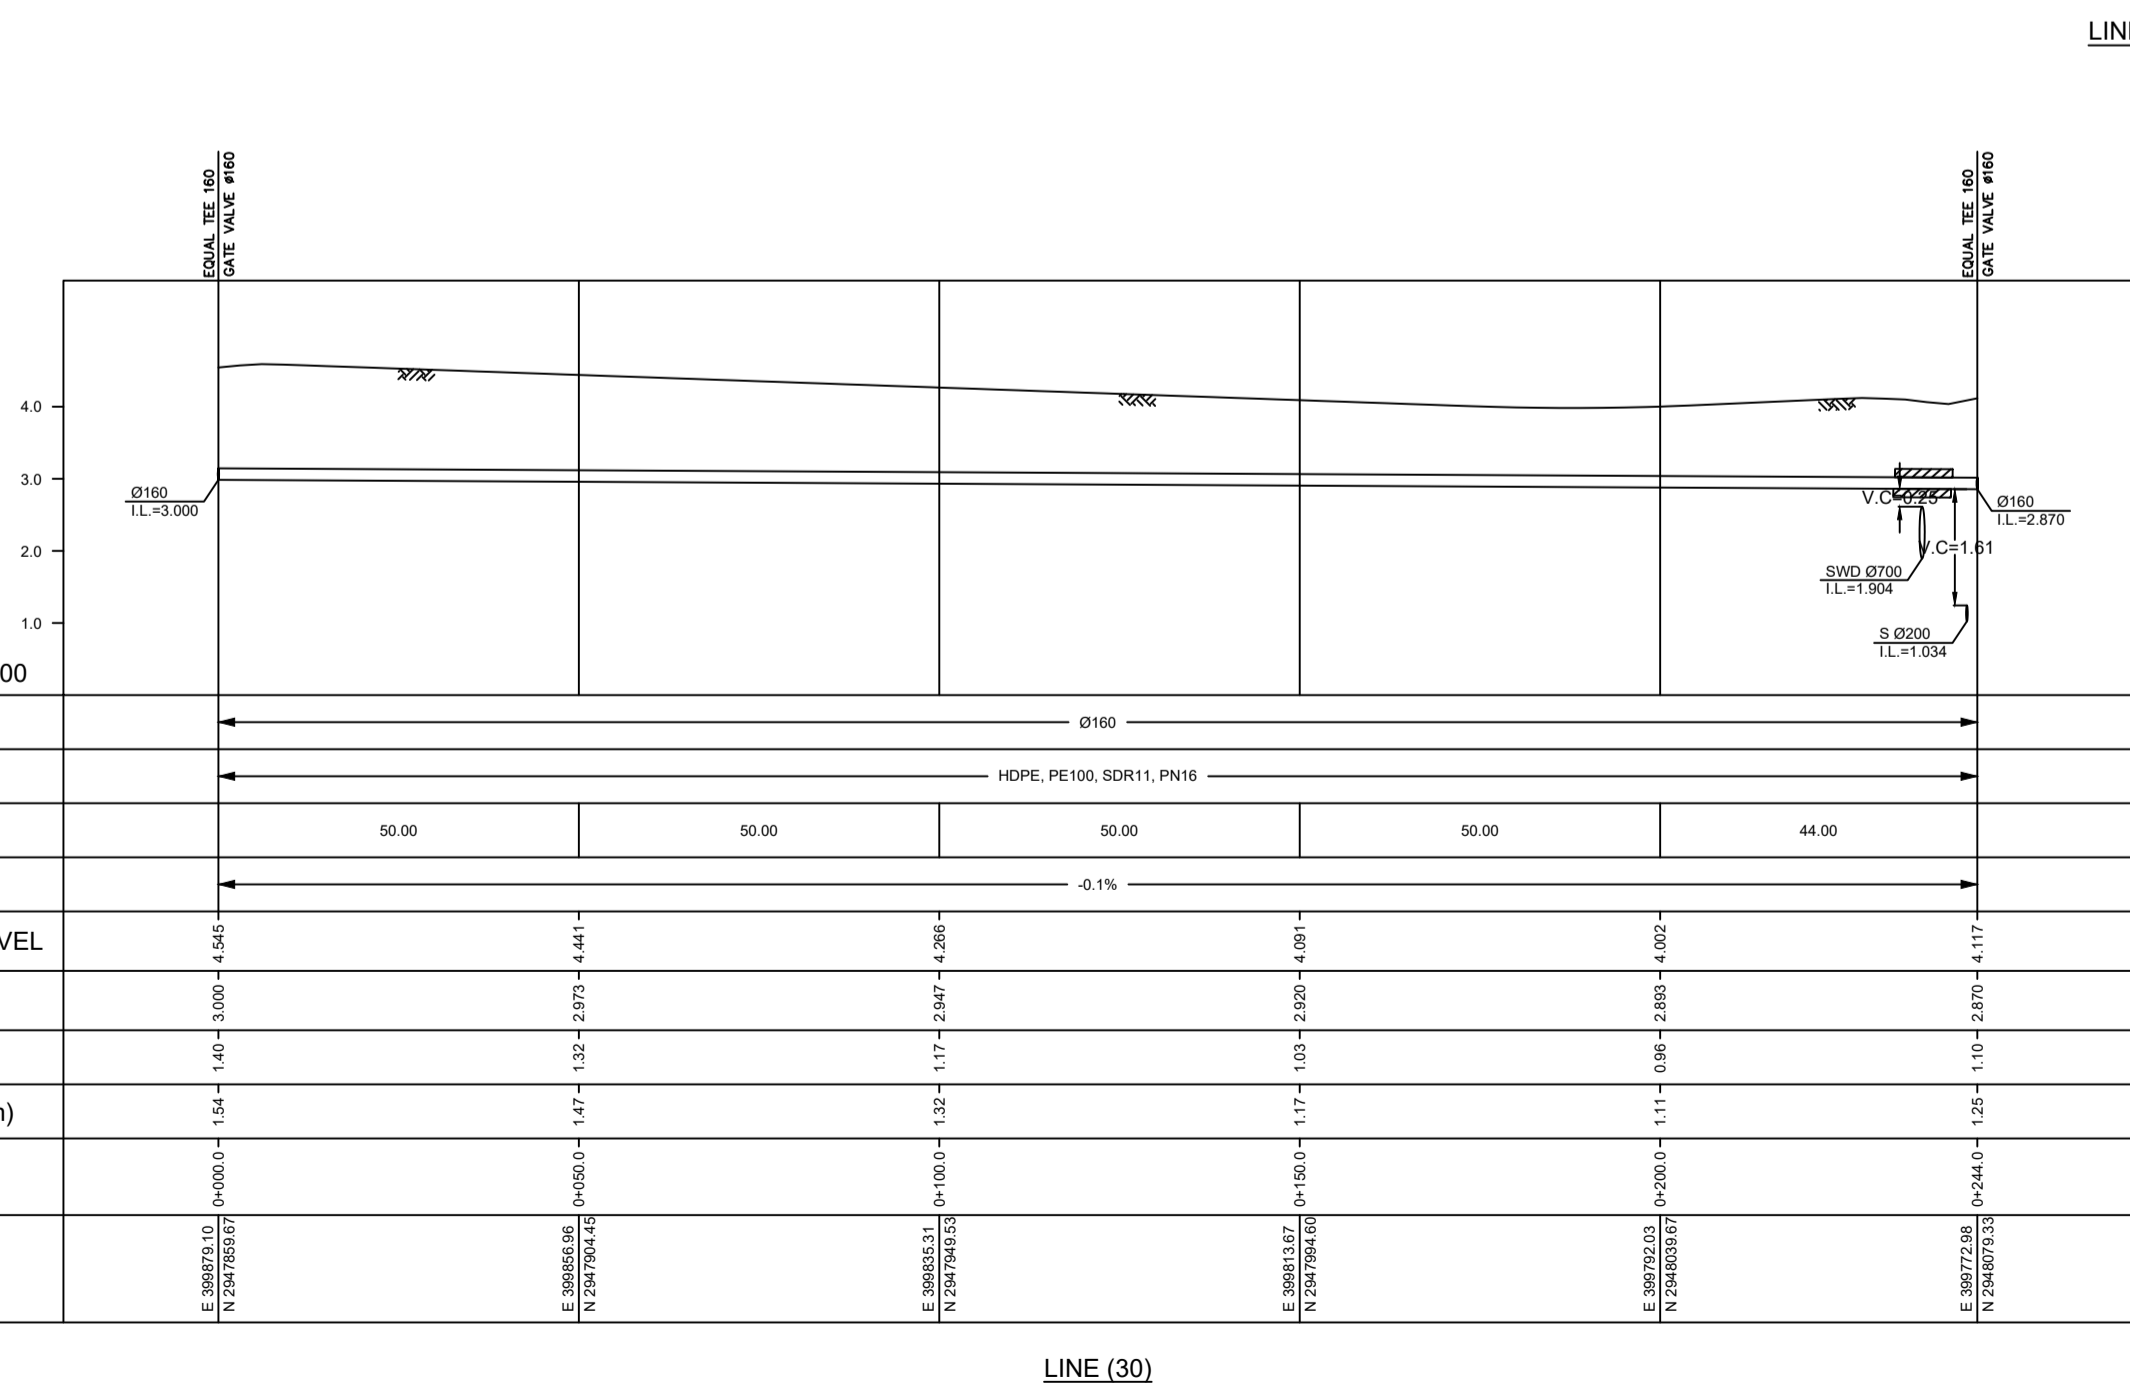 LIN
EQUAL TEE 160
GATE VALVE ø160
EQUAL TEE 160
GATE VALVE ø160
4.0
3.0
2.0
1.0
00
Ø160
I.L.=3.000
V.C=0.25
Ø160
I.L.=2.870
V.C=1.61
SWD Ø700
I.L.=1.904
S Ø200
I.L.=1.034
Ø160
HDPE, PE100, SDR11, PN16
50.00 50.00 50.00 50.00 44.00
-0.1%
VEL 4.545 4.441 4.266 4.091 4.002 4.117
3.000 2.973 2.947 2.920 2.893 2.870
1.40 1.32 1.17 1.03 0.96 1.10
) 1.54 1.47 1.32 1.17 1.11 1.25
0+000.0 0+050.0 0+100.0 0+150.0 0+200.0 0+244.0
E 399879.10
N 2947859.67
E 399856.96
N 2947904.45
E 399835.31
N 2947949.53
E 399813.67
N 2947994.60
E 399792.03
N 2948039.67
E 399772.98
N 2948079.33
LINE (30)